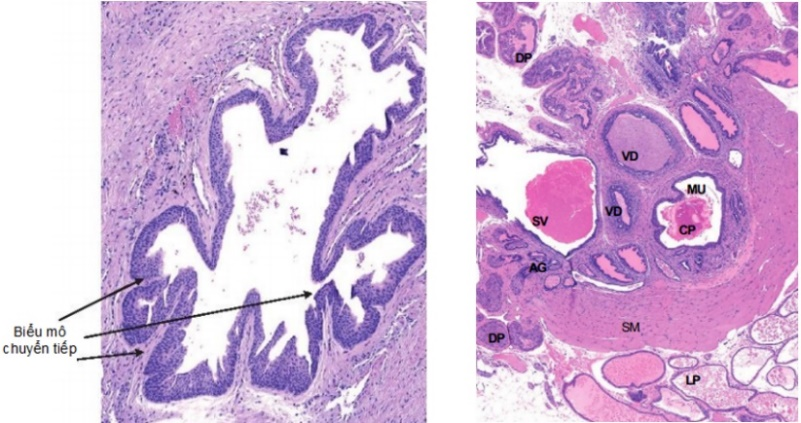 Biểu mô
chuyển tiếp
DP
VD
MU
SV
VD
CP
AG
SM
DP
LP